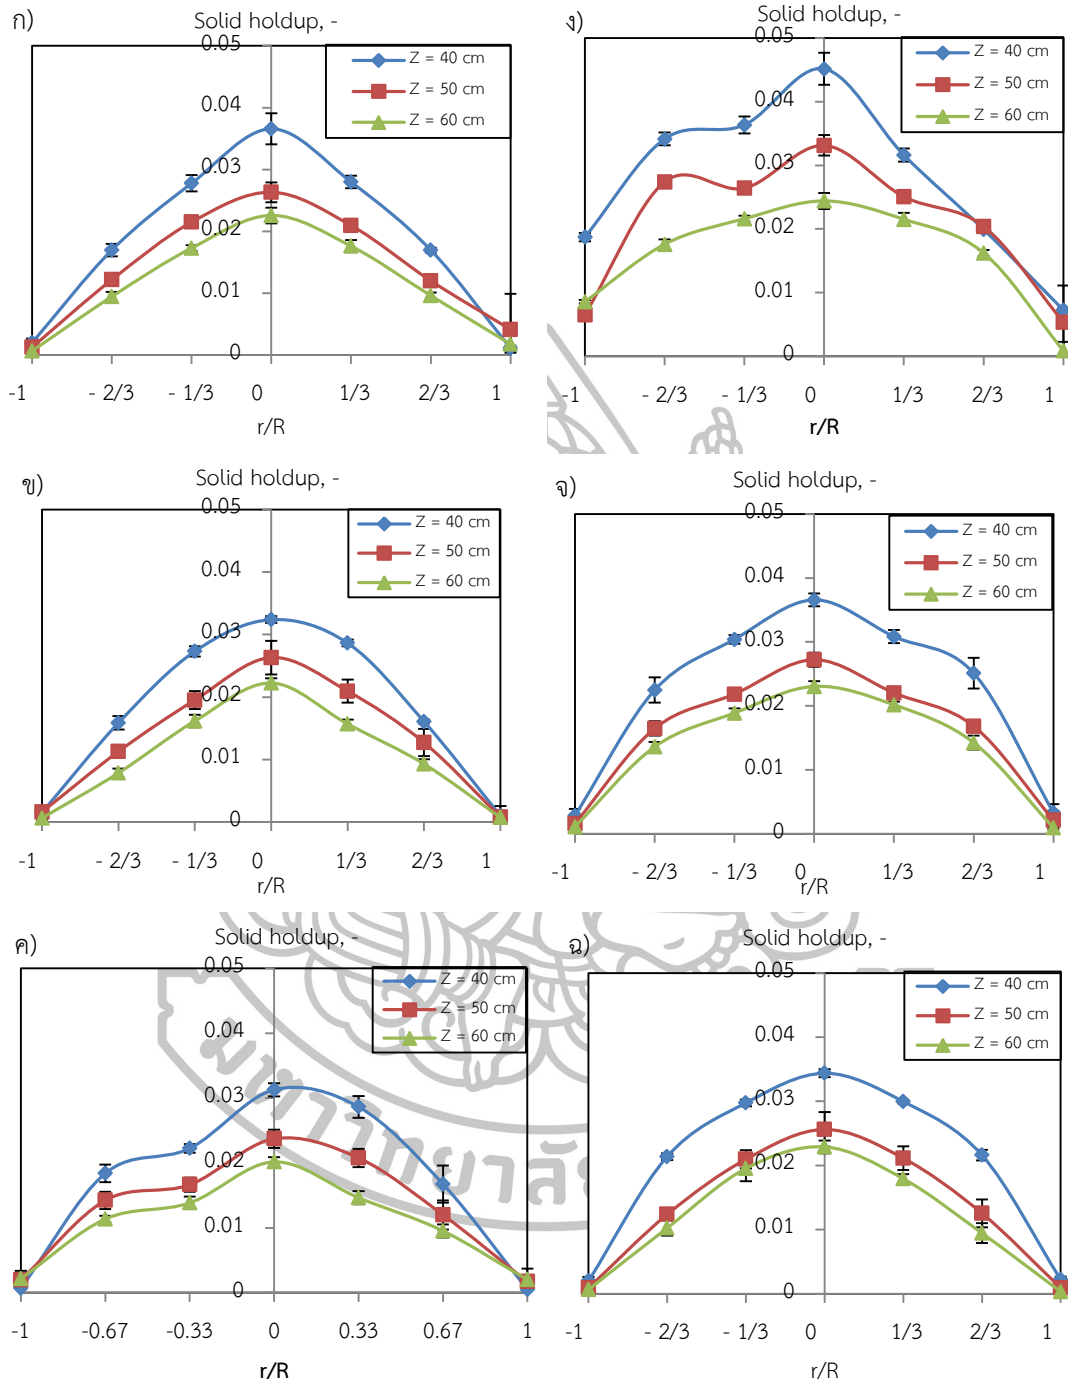 ก)
Solid holdup, -
0.05
0.04
0.03
0.02
0.01
0
Z = 40 cm
Z = 50 cm
Z = 60 cm
-1 - 2/3 - 1/3 0 1/3 2/3 1
r/R
ง)
Solid holdup, -
0.05
0.04
0.03
0.02
0.01
0
Z = 40 cm
Z = 50 cm
Z = 60 cm
-1 - 2/3 - 1/3 0 1/3 2/3 1
r/R
ข)
Solid holdup, -
0.05
0.04
0.03
0.02
0.01
0
Z = 40 cm
Z = 50 cm
Z = 60 cm
-1 - 2/3 - 1/3 0 1/3 2/3 1
r/R
จ)
Solid holdup, -
0.05
0.04
0.03
0.02
0.01
0
Z = 40 cm
Z = 50 cm
Z = 60 cm
-1 - 2/3 - 1/3 0 1/3 2/3 1
r/R
ค)
Solid holdup, -
0.05
0.04
0.03
0.02
0.01
0
Z = 40 cm
Z = 50 cm
Z = 60 cm
-1 -0.67 -0.33 0 0.33 0.67 1
r/R
ฉ)
Solid holdup, -
0.05
0.04
0.03
0.02
0.01
0
Z = 40 cm
Z = 50 cm
Z = 60 cm
-1 - 2/3 - 1/3 0 1/3 2/3 1
r/R
มหาวิทยาลัย